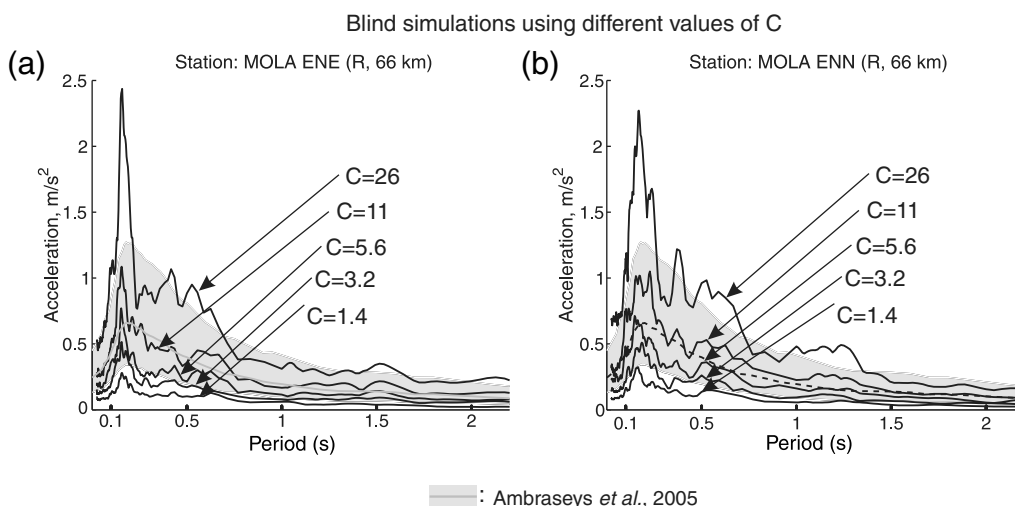 Blind simulations using different values of C
(a)
Station: MOLA ENE (R, 66 km)
2.5
2
1.5
1
0.5
0
Acceleration, m/s²
C=26
C=11
C=5.6
C=3.2
C=1.4
0.1
0.5
1
1.5
2
Period (s)
(b)
Station: MOLA ENN (R, 66 km)
2.5
2
1.5
1
0.5
0
Acceleration, m/s²
C=26
C=11
C=5.6
C=3.2
C=1.4
0.1
0.5
1
1.5
2
Period (s)
: Ambraseys et al., 2005